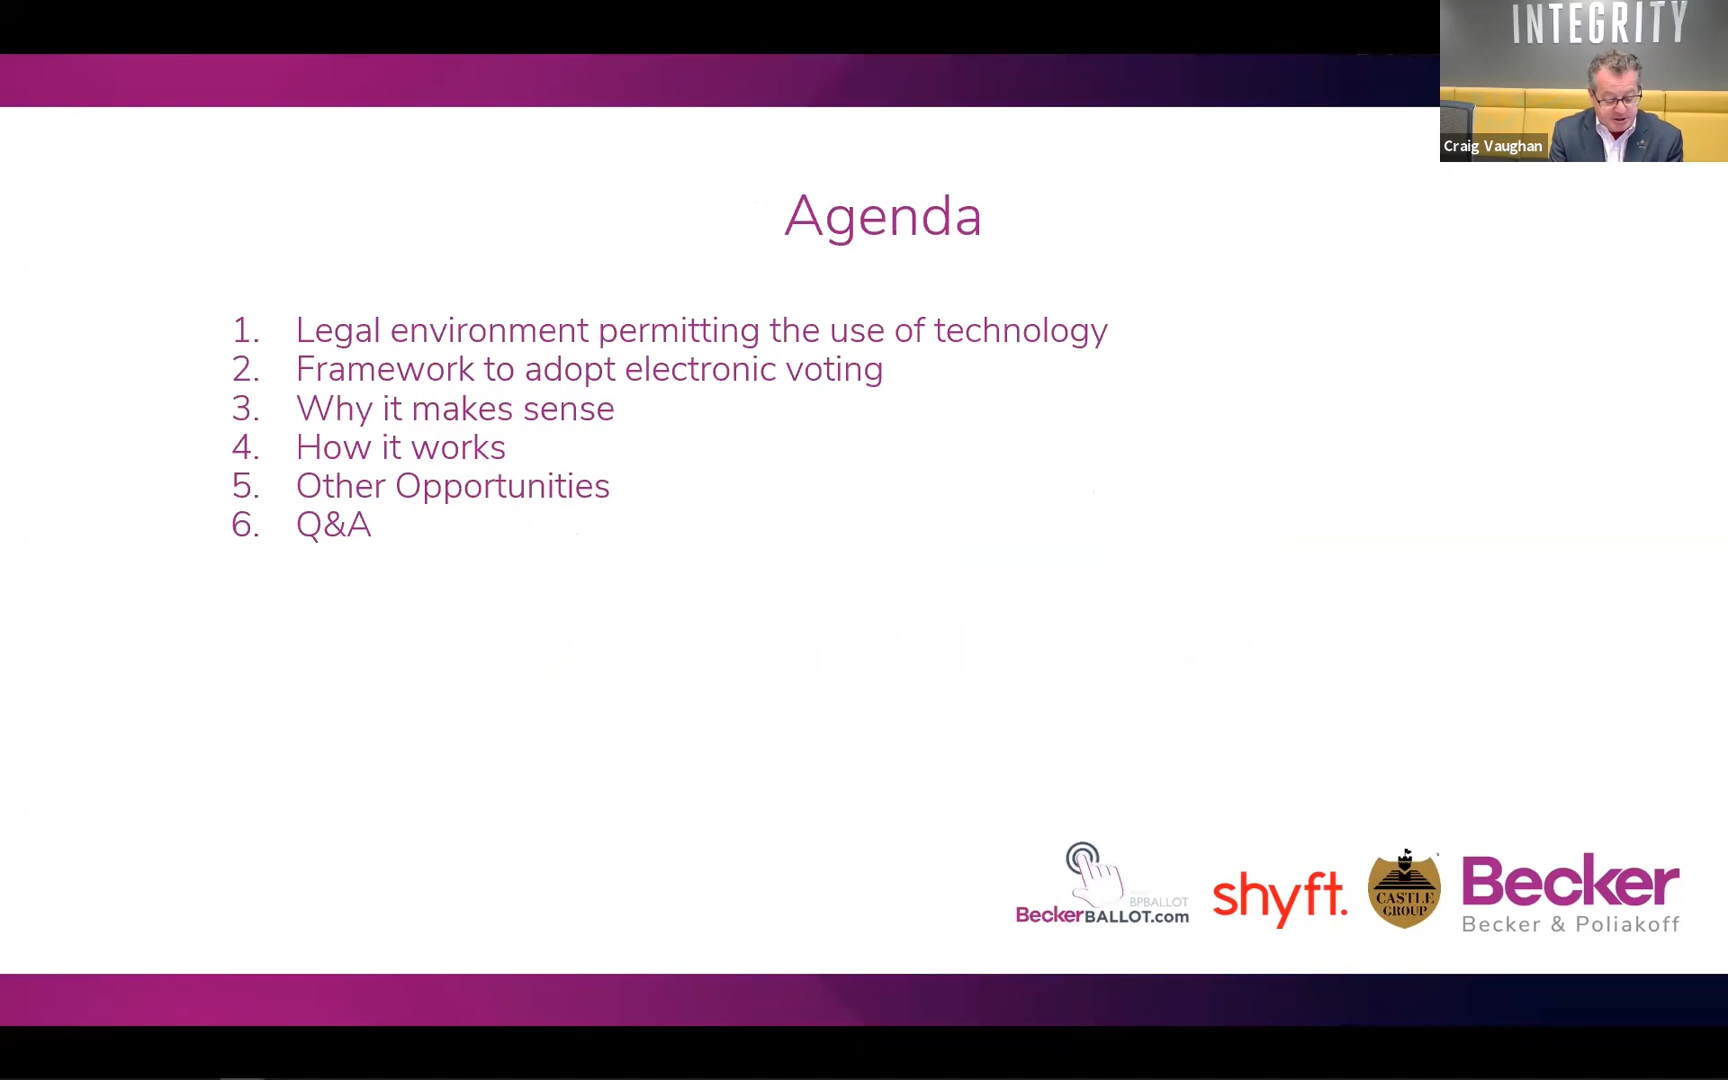 INTEGRITY
Craig Vaughan
Agenda
1. Legal environment permitting the use of technology
2. Framework to adopt electronic voting
3. Why it makes sense
4. How it works
5. Other Opportunities
6. Q&A
BPBALLOT
BeckerBALLOT.com
shyft.
CASTLE
GROUP
Becker
Becker & Poliakoff